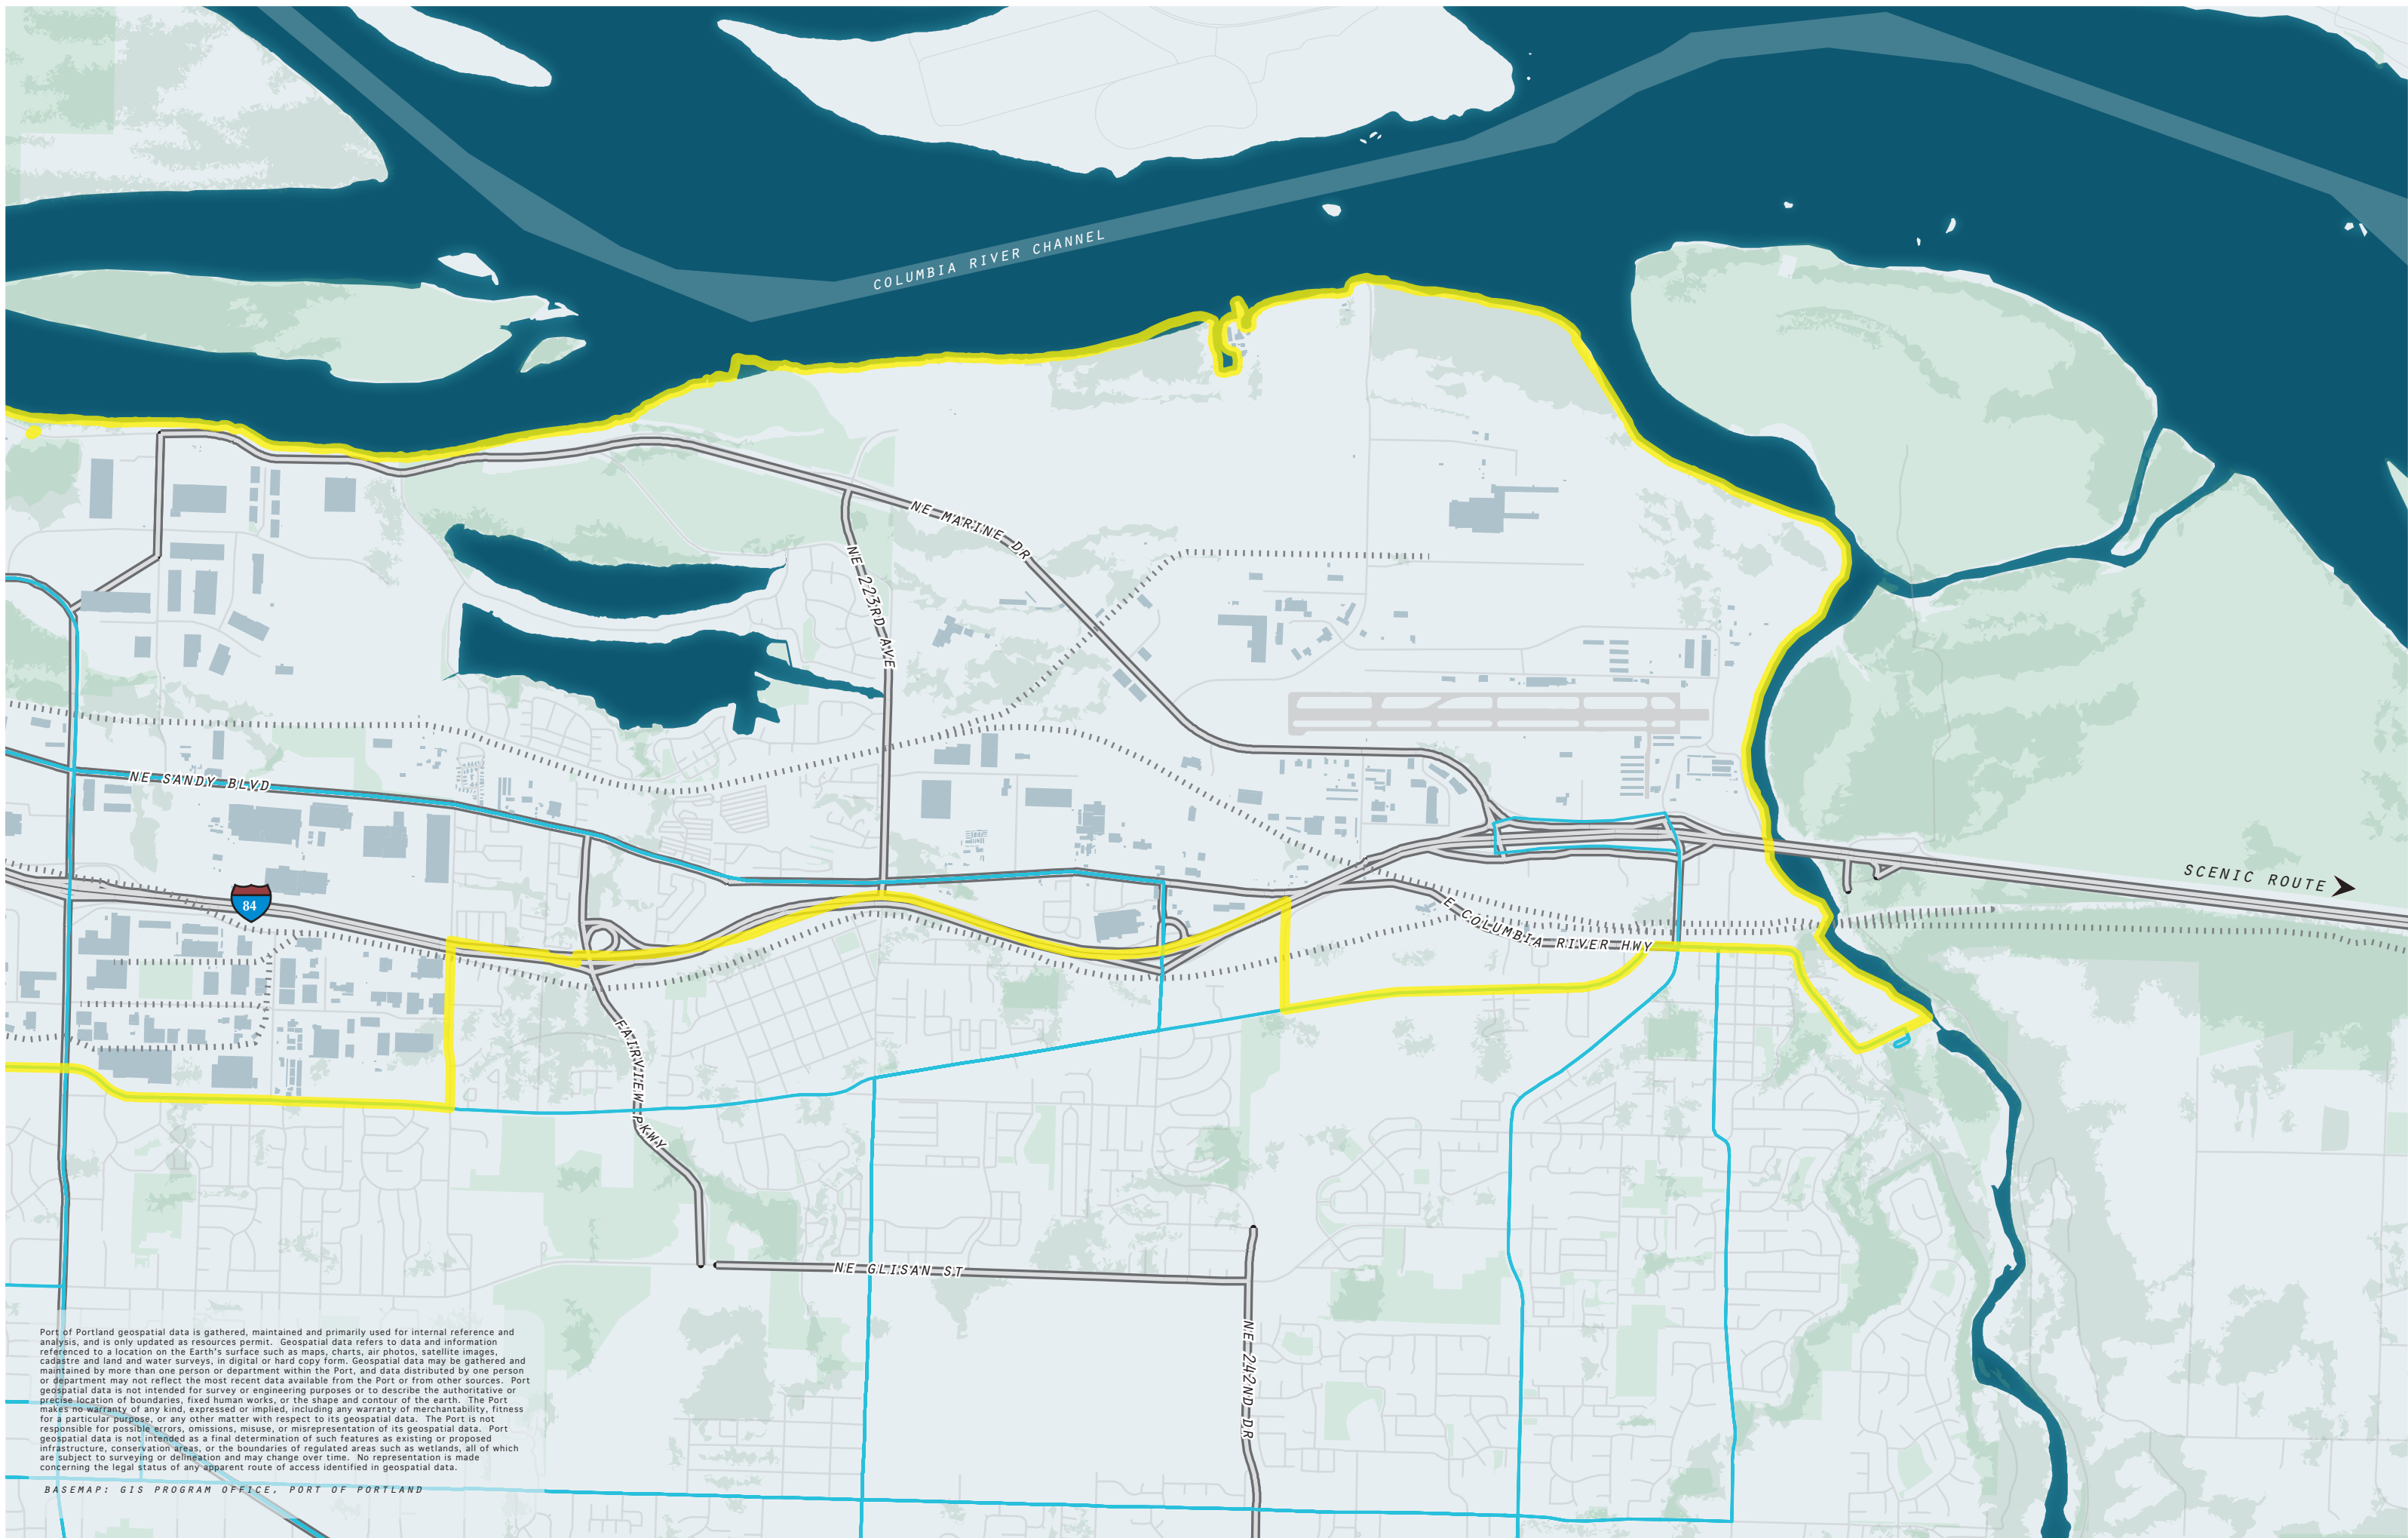 COLUMBIA RIVER CHANNEL
NE MARINE DR
NE 223RD AVE
NE SANDY BLVD
SCENIC ROUTE
84
E COLUMBIA RIVER HWY
FAIRVIEW PKWY
NE GLISAN ST
NE 242ND DR
Port of Portland geospatial data is gathered, maintained and primarily used for internal reference and
analysis, and is only updated as resources permit. Geospatial data refers to data and information
referenced to a location on the Earth's surface such as maps, charts, air photos, satellite images,
cadastre and land and water surveys, in digital or hard copy form. Geospatial data may be gathered and
maintained by more than one person or department within the Port, and data distributed by one person
or department may not reflect the most recent data available from the Port or from other sources. Port
geospatial data is not intended for survey or engineering purposes or to describe the authoritative or
precise location of boundaries, fixed human works, or the shape and contour of the earth. The Port
makes no warranty of any kind, expressed or implied, including any warranty of merchantability, fitness
for a particular purpose, or any other matter with respect to its geospatial data. The Port is not
responsible for possible errors, omissions, misuse, or misrepresentation of its geospatial data. Port
geospatial data is not intended as a final determination of such features as existing or proposed
infrastructure, conservation areas, or the boundaries of regulated areas such as wetlands, all of which
are subject to surveying or delineation and may change over time. No representation is made
concerning the legal status of any apparent route of access identified in geospatial data.
BASEMAP: GIS PROGRAM OFFICE, PORT OF PORTLAND